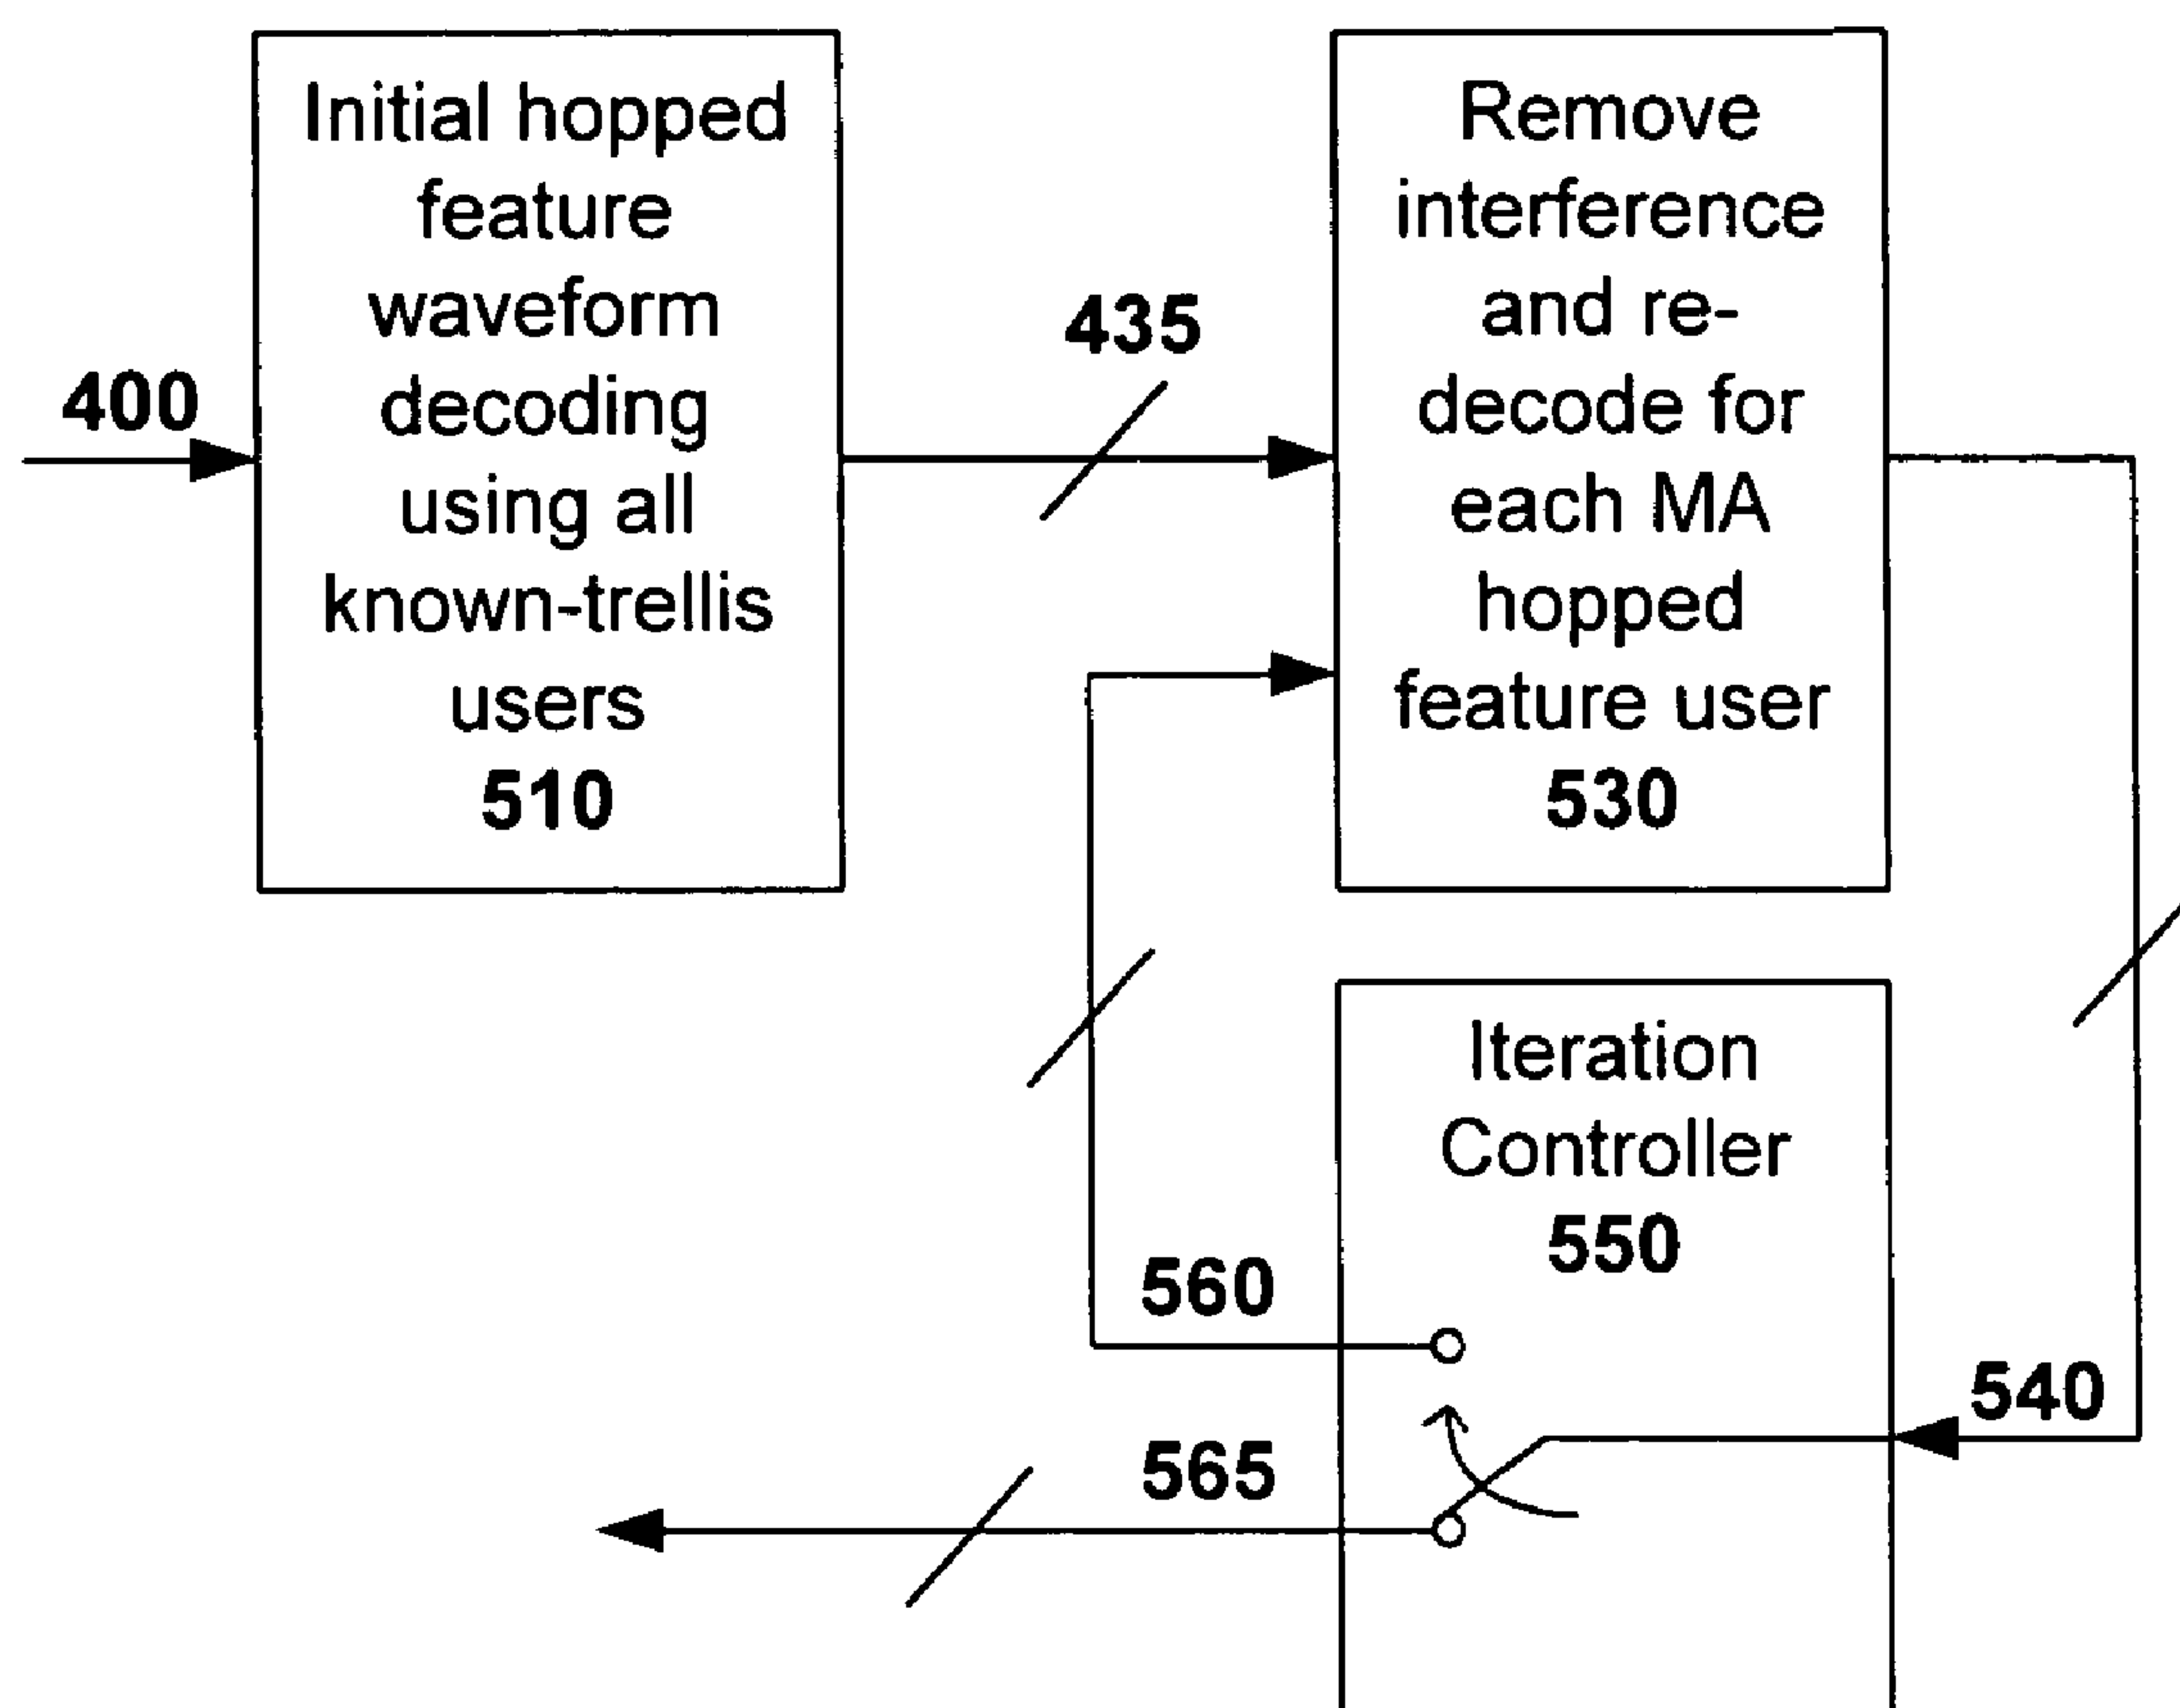 Initial hopped
feature
waveform
decoding
using all
known-trellis
users
510
400
435
Remove
interference
and re-
decode for
each MA
hopped
feature user
530
Iteration
Controller
550
560
540
565